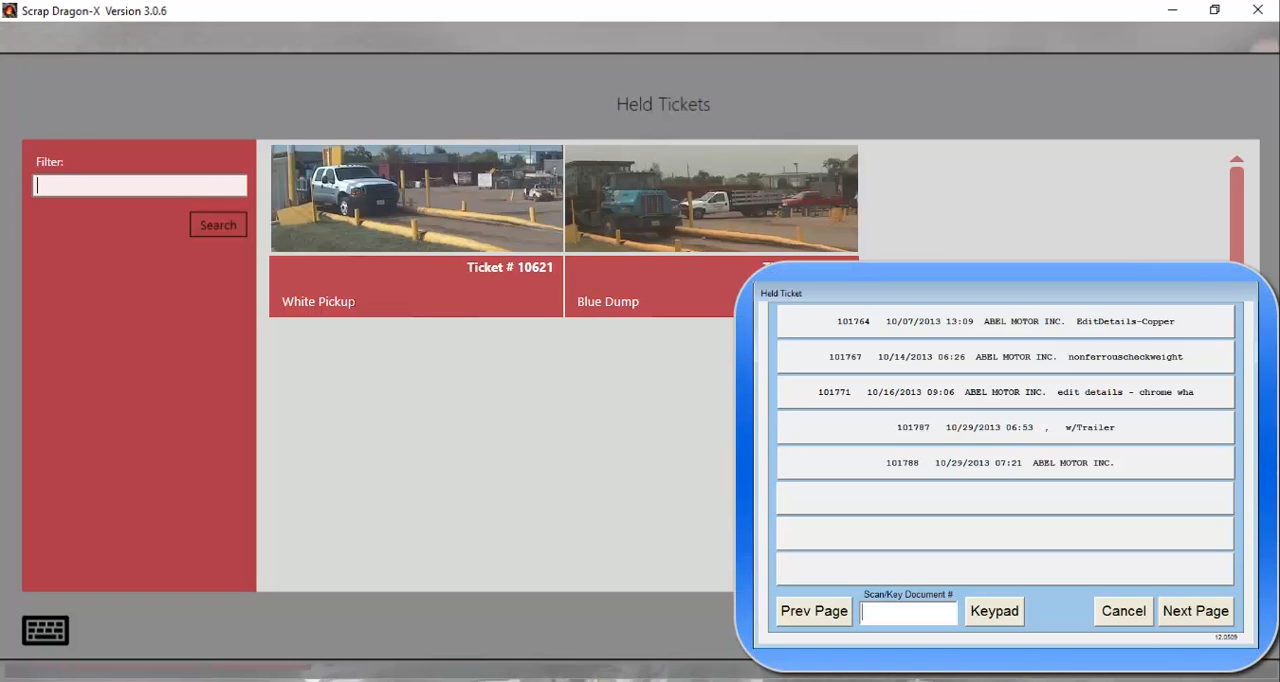 Scrap Dragon-X Version 3.0.6
Held Tickets
Filter:
Search
Ticket # 10621
White Pickup
Blue Dump
Held Ticket
101764 10/07/2013 13:09 ABEL MOTOR INC. EditDetails-Copper
101767 10/14/2013 06:26 ABEL MOTOR INC. nonferrouscheckweight
101771 10/16/2013 09:06 ABEL MOTOR INC. edit details - chrome wha
101787 10/29/2013 06:53 , w/Trailer
101788 10/29/2013 07:21 ABEL MOTOR INC.
Scan/Key Document #
Prev Page Keypad Cancel Next Page
12.0509